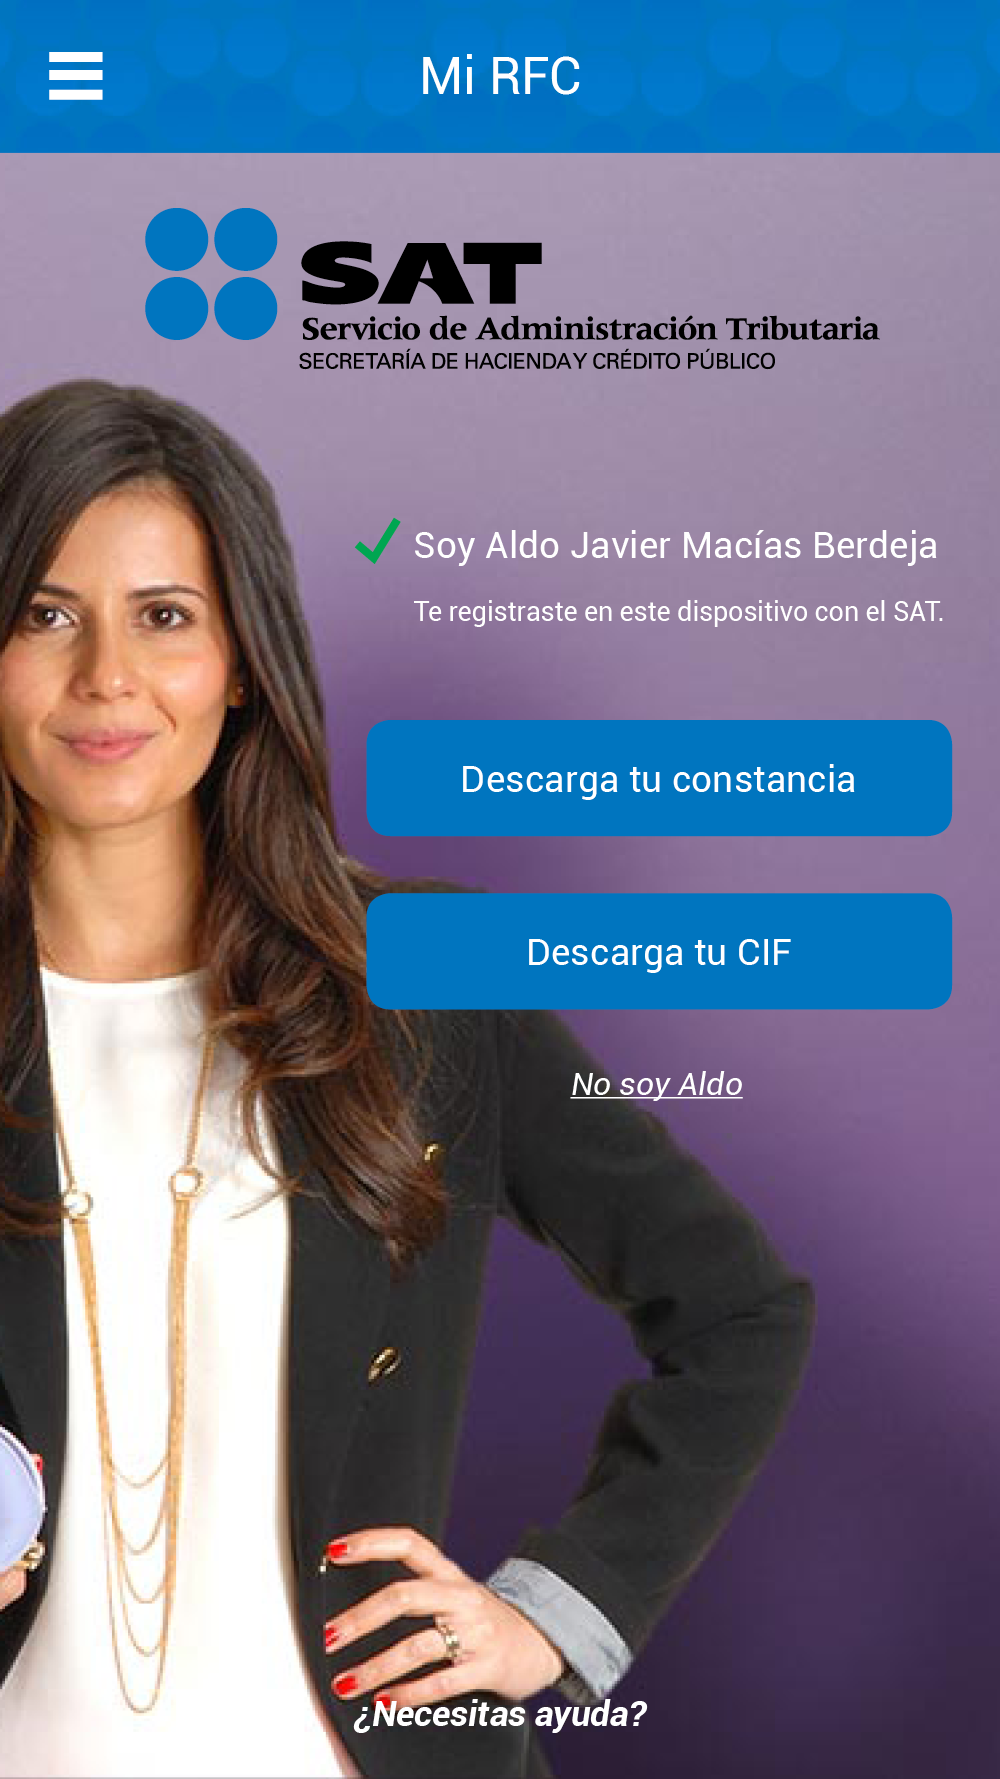 Mi RFC
SAT
Servicio de Administración Tributaria
SECRETARÍA DE HACIENDA Y CRÉDITO PÚBLICO
Soy Aldo Javier Macías Berdeja
Te registraste en este dispositivo con el SAT.
Descarga tu constancia
Descarga tu CIF
No soy Aldo
¿Necesitas ayuda?